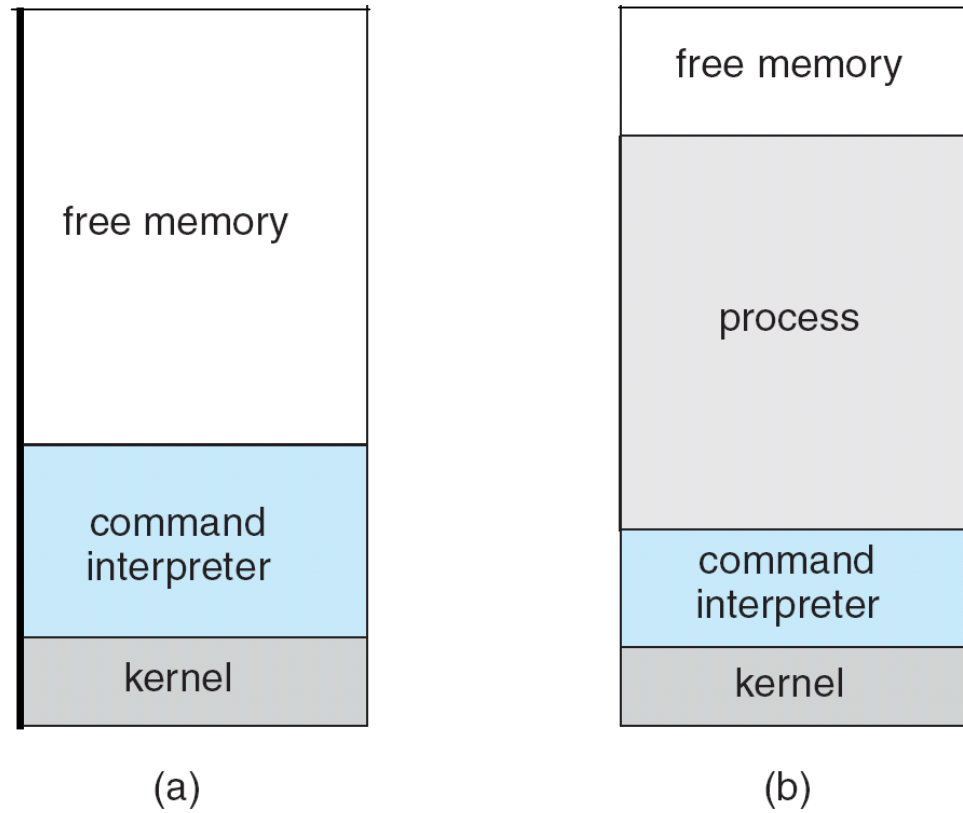 free memory
command
interpreter
kernel
(a)
free memory
process
command
interpreter
kernel
(b)